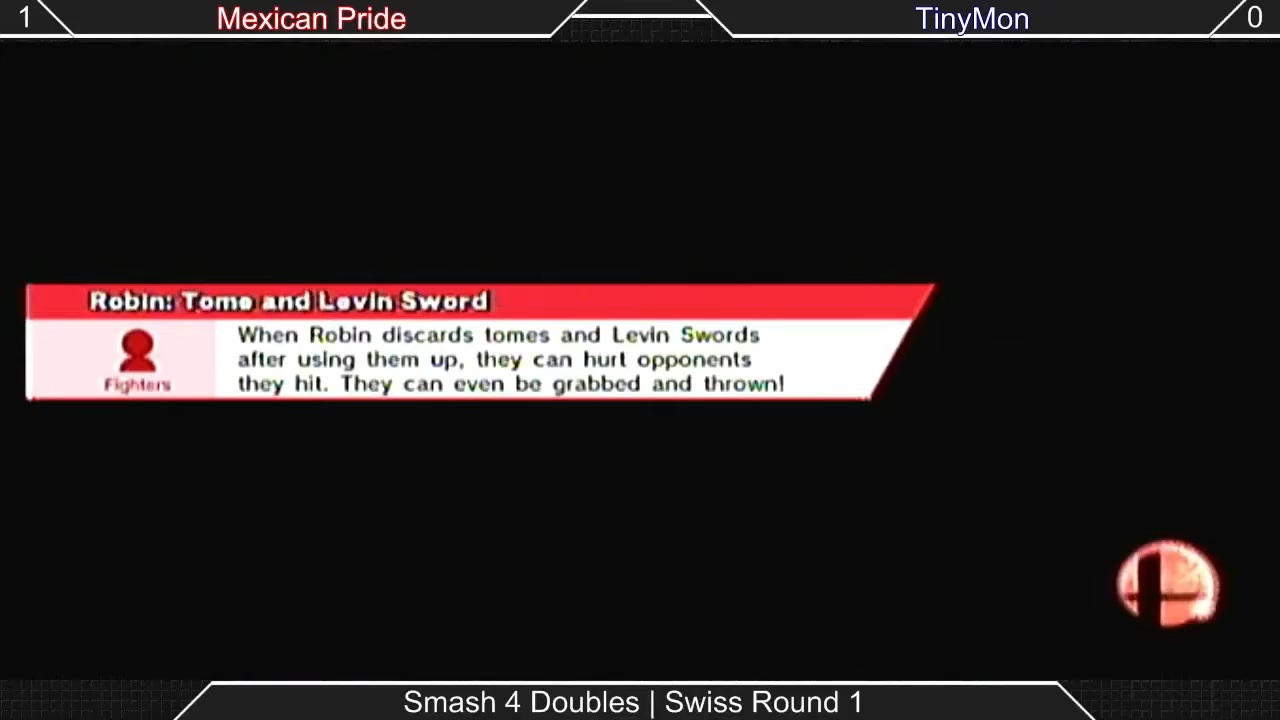 1 Mexican Pride TinyMon 0
Robin: Tome and Levin Sword
When Robin discards tomes and Levin Swords
after using them up, they can hurt opponents
they hit. They can even be grabbed and thrown!
Fighters
Smash 4 Doubles | Swiss Round 1